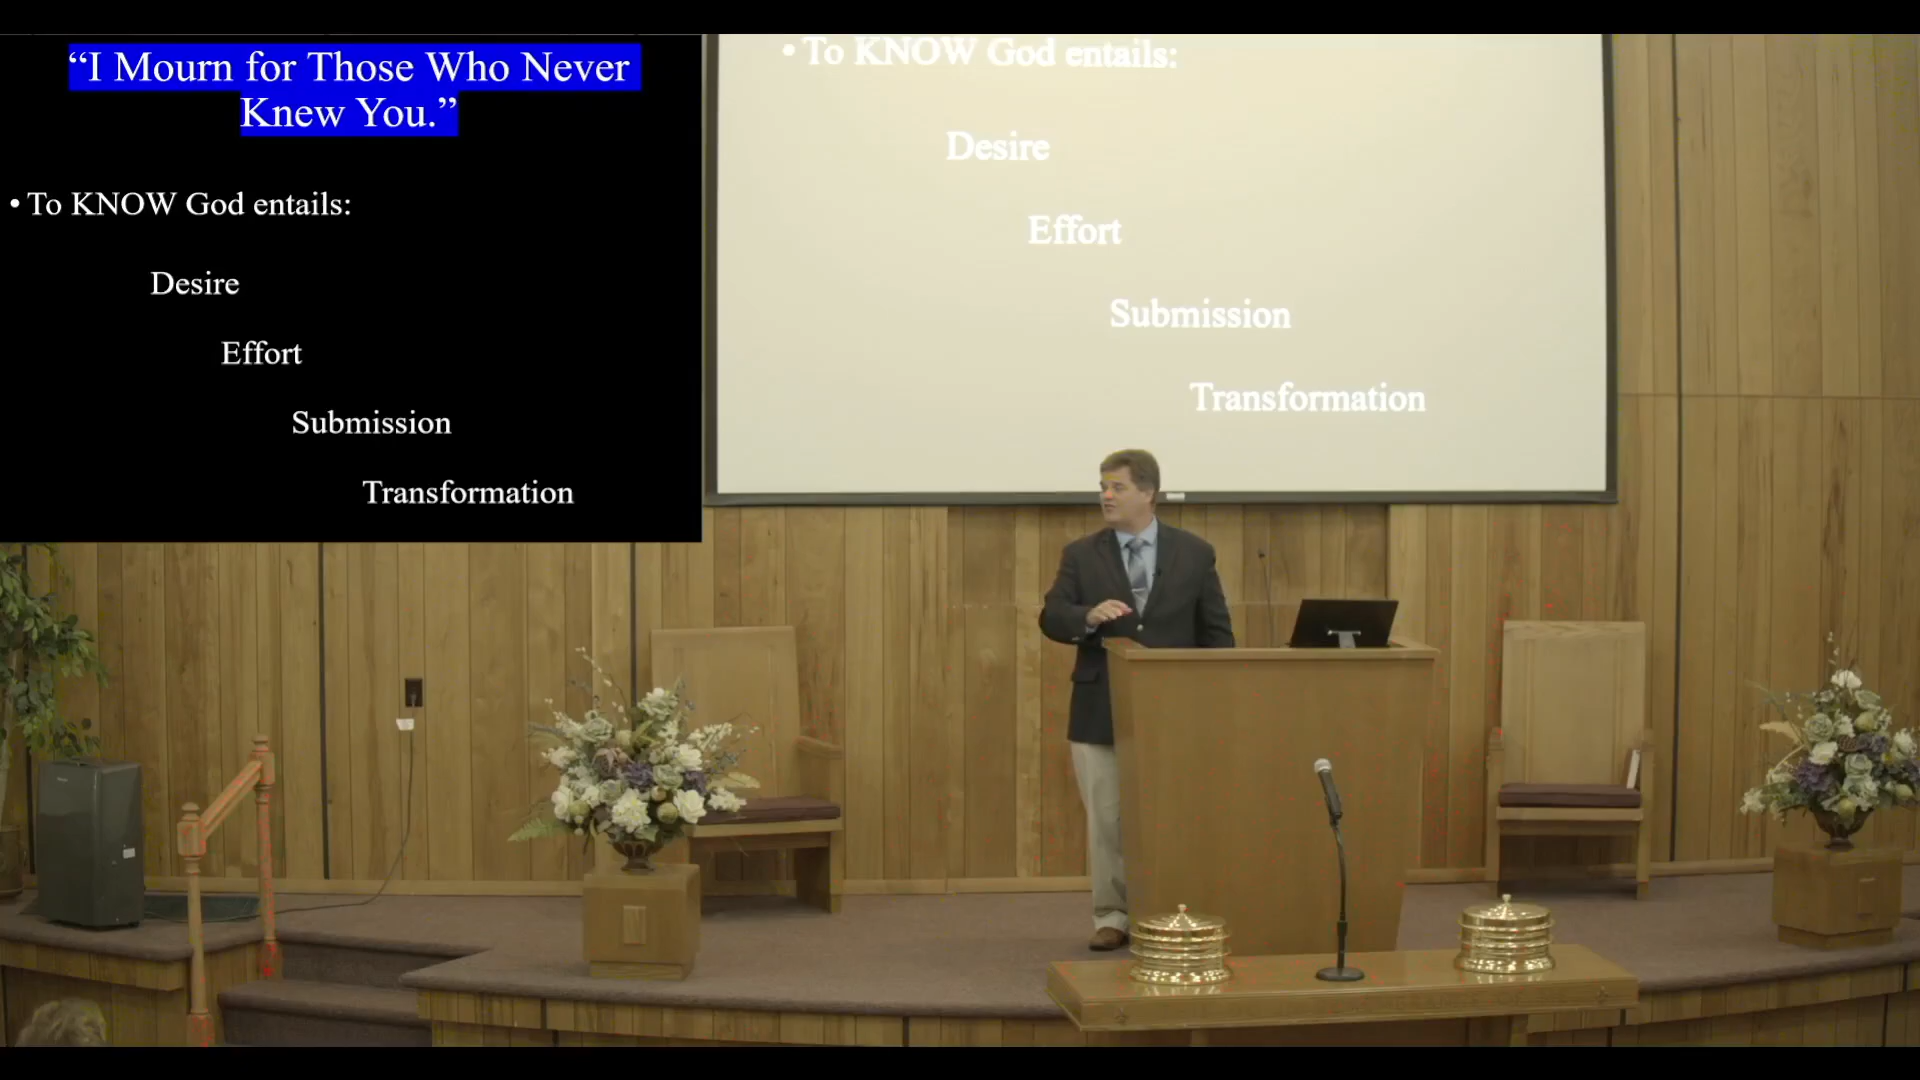 “I Mourn for Those Who Never
Knew You.”
• To KNOW God entails:
Desire
Effort
Submission
Transformation
• To KNOW God entails:
Desire
Effort
Submission
Transformation